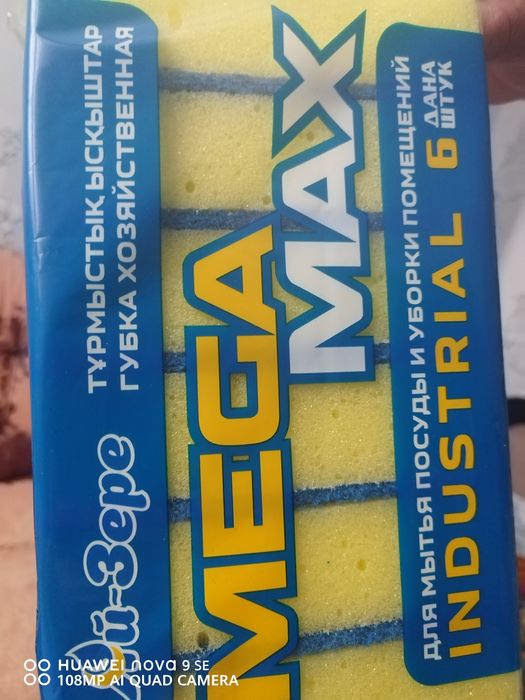 Ай-Зере
ТҰРМЫСТЫҚ ЫСҚЫШТАР
ГУБКА ХОЗЯЙСТВЕННАЯ
MEGA
MAX
ДЛЯ МЫТЬЯ ПОСУДЫ И УБОРКИ ПОМЕЩЕНИЙ
INDUSTRIAL 6 ДАНА
ШТУК
HUAWEI nova 9 SE
108MP AI QUAD CAMERA